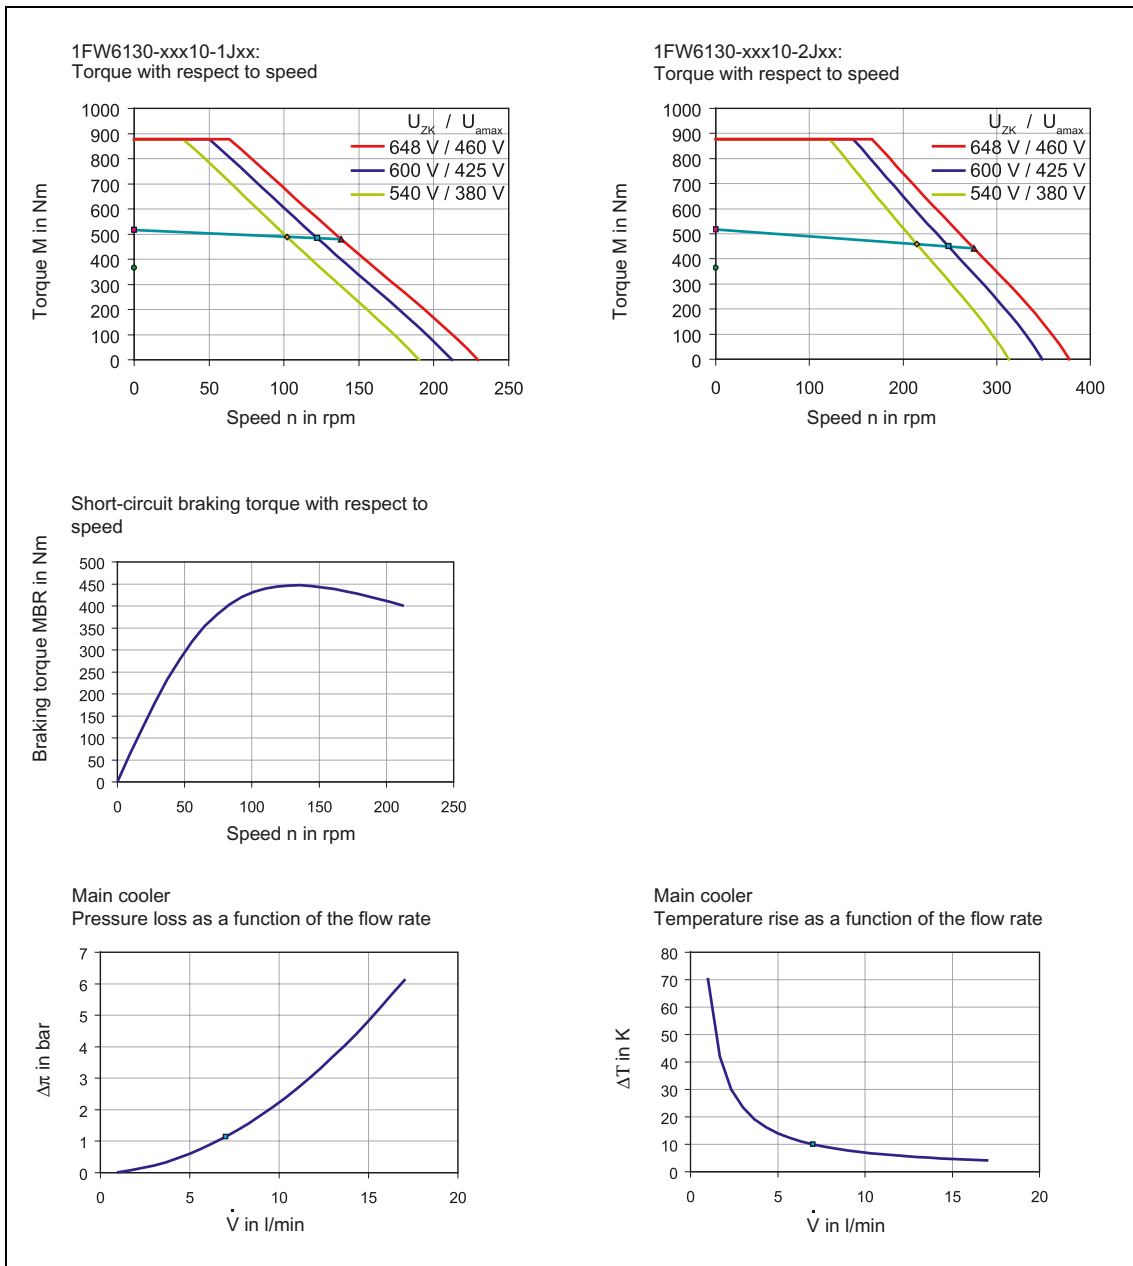 1FW6130-xxx10-1Jxx:
Torque with respect to speed
1000
900
800
700
600
500
400
300
200
100
0
Torque M in Nm
U_ZK / U_amax
648 V / 460 V
600 V / 425 V
540 V / 380 V
0 50 100 150 200 250
Speed n in rpm
1FW6130-xxx10-2Jxx:
Torque with respect to speed
1000
900
800
700
600
500
400
300
200
100
0
Torque M in Nm
U_ZK / U_amax
648 V / 460 V
600 V / 425 V
540 V / 380 V
0 100 200 300 400
Speed n in rpm
Short-circuit braking torque with respect to
speed
500
450
400
350
300
250
200
150
100
50
0
Braking torque MBR in Nm
0 50 100 150 200 250
Speed n in rpm
Main cooler
Pressure loss as a function of the flow rate
7
6
5
4
3
2
1
0
Δπ in bar
0 5 10 15 20
V̇ in l/min
Main cooler
Temperature rise as a function of the flow rate
80
70
60
50
40
30
20
10
0
ΔT in K
0 5 10 15 20
V̇ in l/min